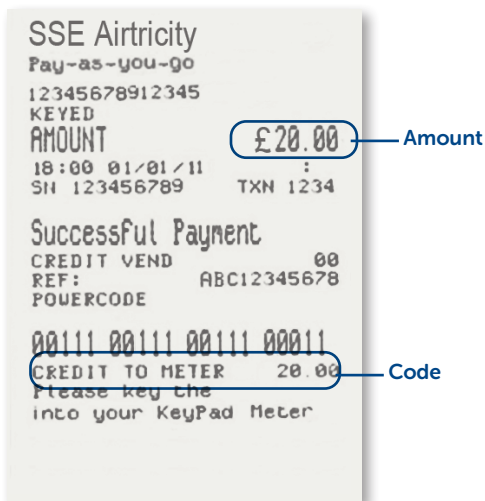 SSE Airtricity
Pay-as-you-go
12345678912345
KEYED
AMOUNT £20.00
Amount
18:00 01/01/11 :
SN 123456789 TXN 1234
Successful Payment
CREDIT VEND 00
REF: ABC12345678
POWERCODE
00111 00111 00111 00011
CREDIT TO METER 20.00
Code
Please key the
into your KeyPad Meter